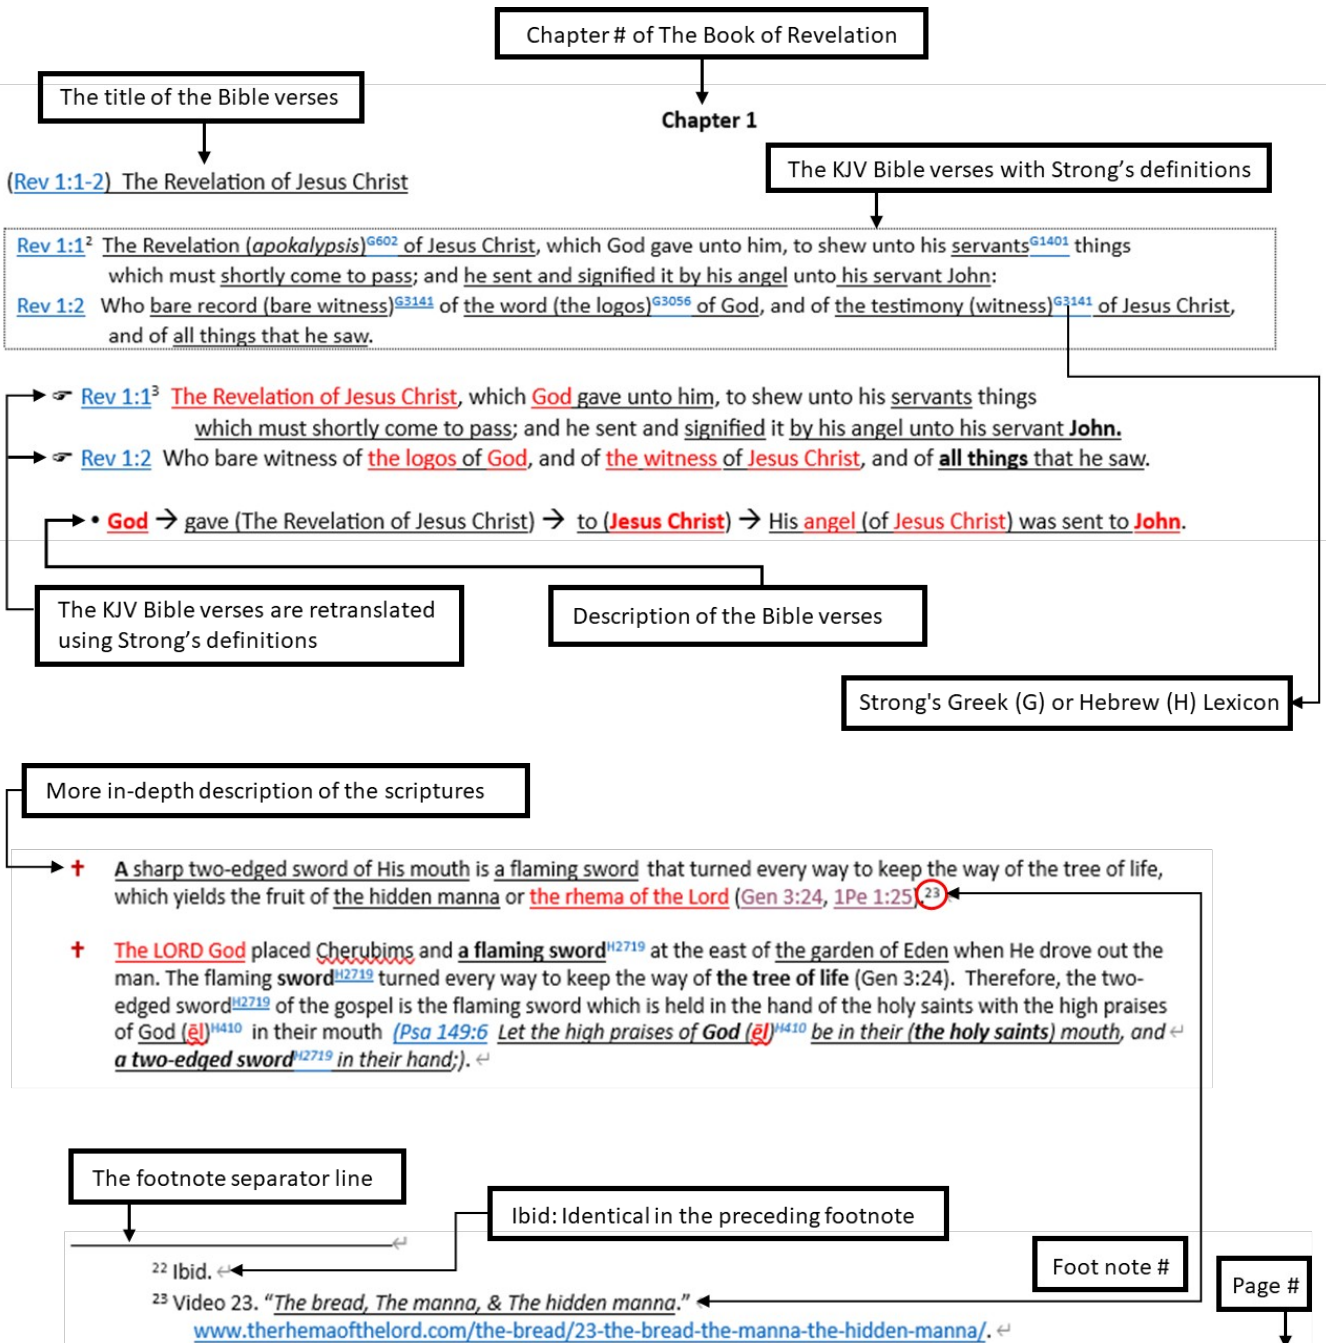 Chapter # of The Book of Revelation
The title of the Bible verses
Chapter 1
The KJV Bible verses with Strong’s definitions
(Rev 1:1-2) The Revelation of Jesus Christ
Rev 1:1² The Revelation (apokalypsis)G602 of Jesus Christ, which God gave unto him, to shew unto his servantsG1401 things
which must shortly come to pass; and he sent and signified it by his angel unto his servant John:
Rev 1:2 Who bare record (bare witness)G3141 of the word (the logos)G3056 of God, and of the testimony (witness)G3141 of Jesus Christ,
and of all things that he saw.
☞ Rev 1:1³ The Revelation of Jesus Christ, which God gave unto him, to shew unto his servants things
which must shortly come to pass; and he sent and signified it by his angel unto his servant John.
☞ Rev 1:2 Who bare witness of the logos of God, and of the witness of Jesus Christ, and of all things that he saw.
• God → gave (The Revelation of Jesus Christ) → to (Jesus Christ) → His angel (of Jesus Christ) was sent to John.
The KJV Bible verses are retranslated
using Strong’s definitions
Description of the Bible verses
Strong's Greek (G) or Hebrew (H) Lexicon
More in-depth description of the scriptures
✝ A sharp two-edged sword of His mouth is a flaming sword that turned every way to keep the way of the tree of life,
which yields the fruit of the hidden manna or the rhema of the Lord (Gen 3:24, 1Pe 1:25).²³
✝ The LORD God placed Cherubims and a flaming swordH2719 at the east of the garden of Eden when He drove out the
man. The flaming swordH2719 turned every way to keep the way of the tree of life (Gen 3:24). Therefore, the two-
edged swordH2719 of the gospel is the flaming sword which is held in the hand of the holy saints with the high praises
of God (ēl)H410 in their mouth (Psa 149:6 Let the high praises of God (ēl)H410 be in their (the holy saints) mouth, and ↵
a two-edged swordH2719 in their hand;). ↵
The footnote separator line
Ibid: Identical in the preceding footnote
Foot note #
Page #
²² Ibid. ↵
²³ Video 23. “The bread, The manna, & The hidden manna.”
www.therhemaofthelord.com/the-bread/23-the-bread-the-manna-the-hidden-manna/. ↵